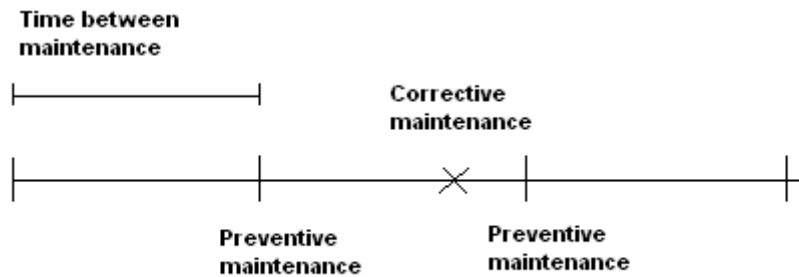 Time between
maintenance
Corrective
maintenance
Preventive
maintenance
Preventive
maintenance